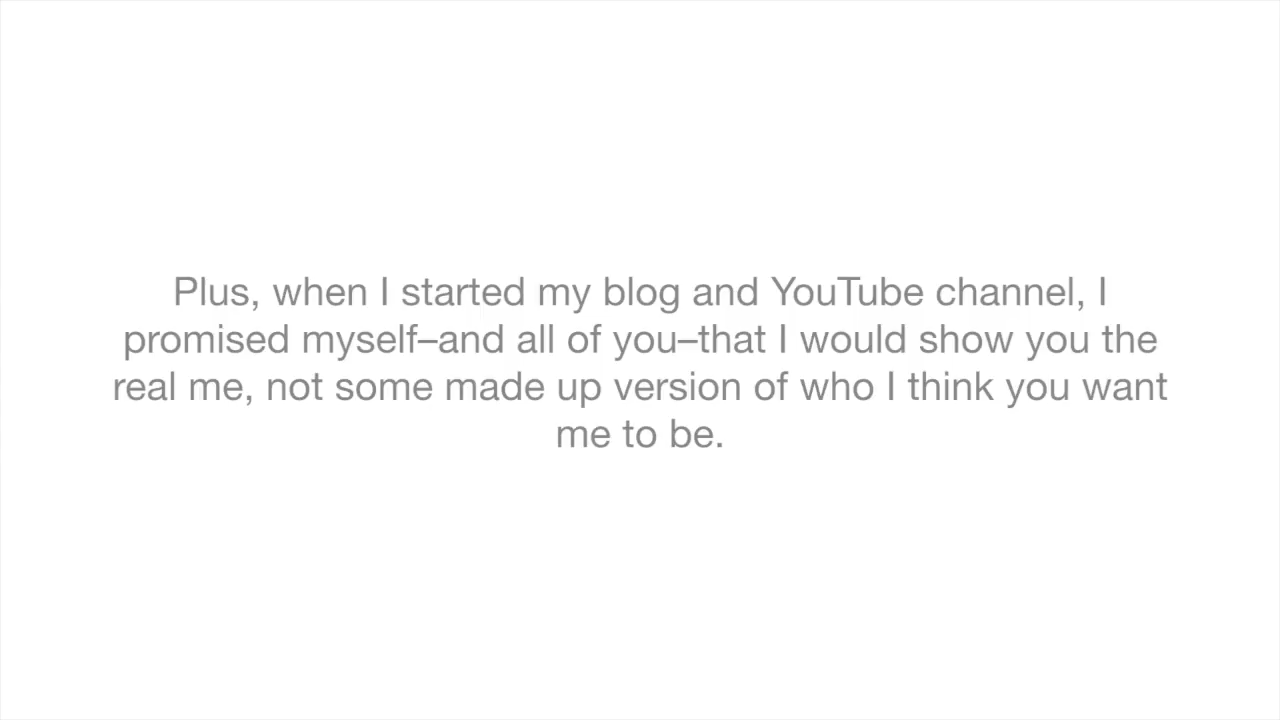 Plus, when I started my blog and YouTube channel, I
promised myself–and all of you–that I would show you the
real me, not some made up version of who I think you want
me to be.